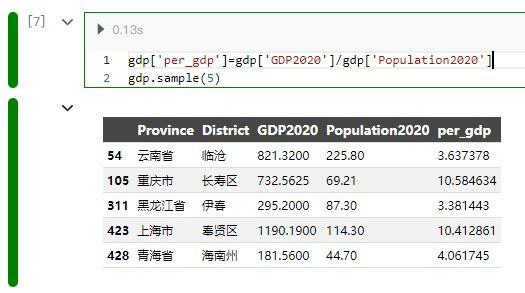 [7]
0.13s
1 gdp['per_gdp']=gdp['GDP2020']/gdp['Population2020']
2 gdp.sample(5)
Province District GDP2020 Population2020 per_gdp
54 云南省 临沧 821.3200 225.80 3.637378
105 重庆市 长寿区 732.5625 69.21 10.584634
311 黑龙江省 伊春 295.2000 87.30 3.381443
423 上海市 奉贤区 1190.1900 114.30 10.412861
428 青海省 海南州 181.5600 44.70 4.061745